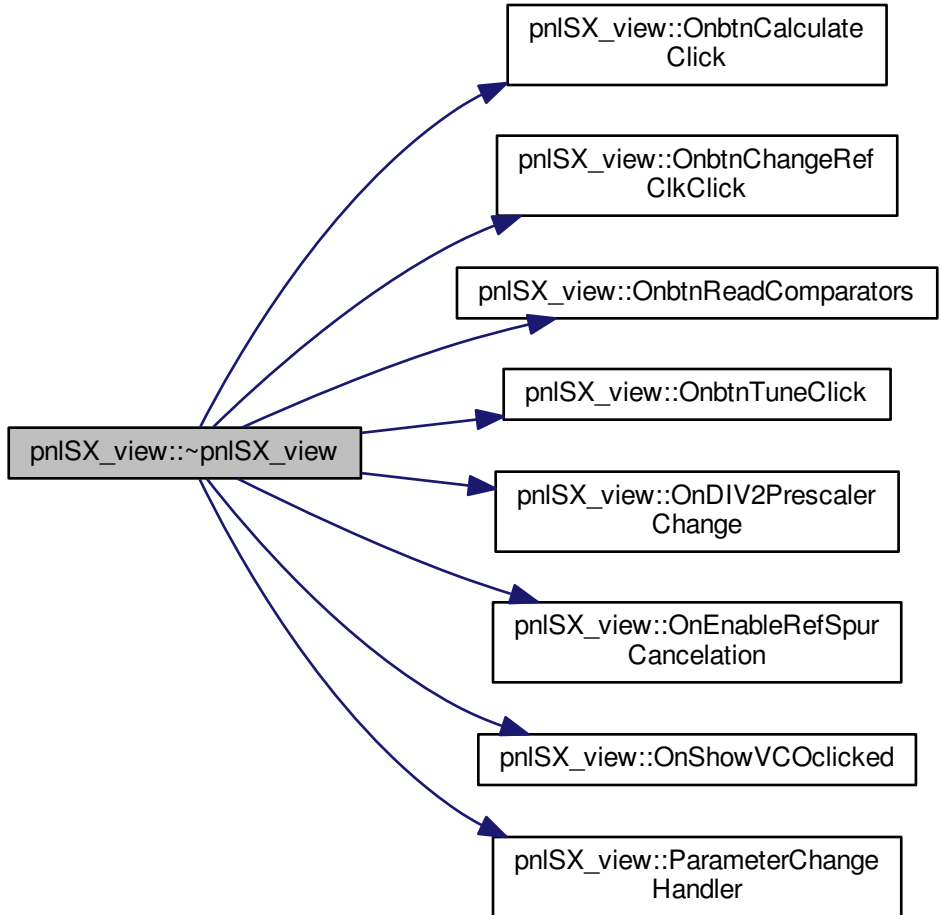 pnlSX_view::OnbtnCalculate
Click
pnlSX_view::OnbtnChangeRef
ClkClick
pnlSX_view::OnbtnReadComparators
pnlSX_view::OnbtnTuneClick
pnlSX_view::~pnlSX_view
pnlSX_view::OnDIV2Prescaler
Change
pnlSX_view::OnEnableRefSpur
Cancelation
pnlSX_view::OnShowVCOclicked
pnlSX_view::ParameterChange
Handler